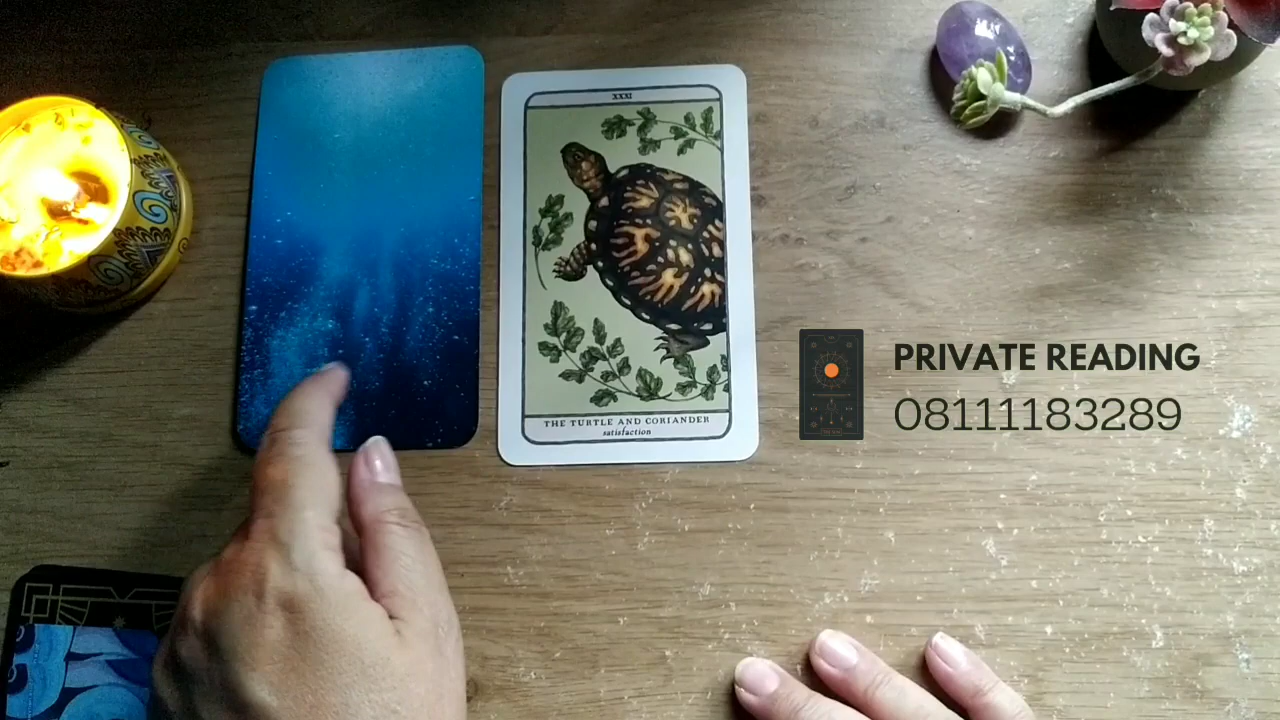 XXXI
THE TURTLE AND CORIANDER
satisfaction
PRIVATE READING
08111183289